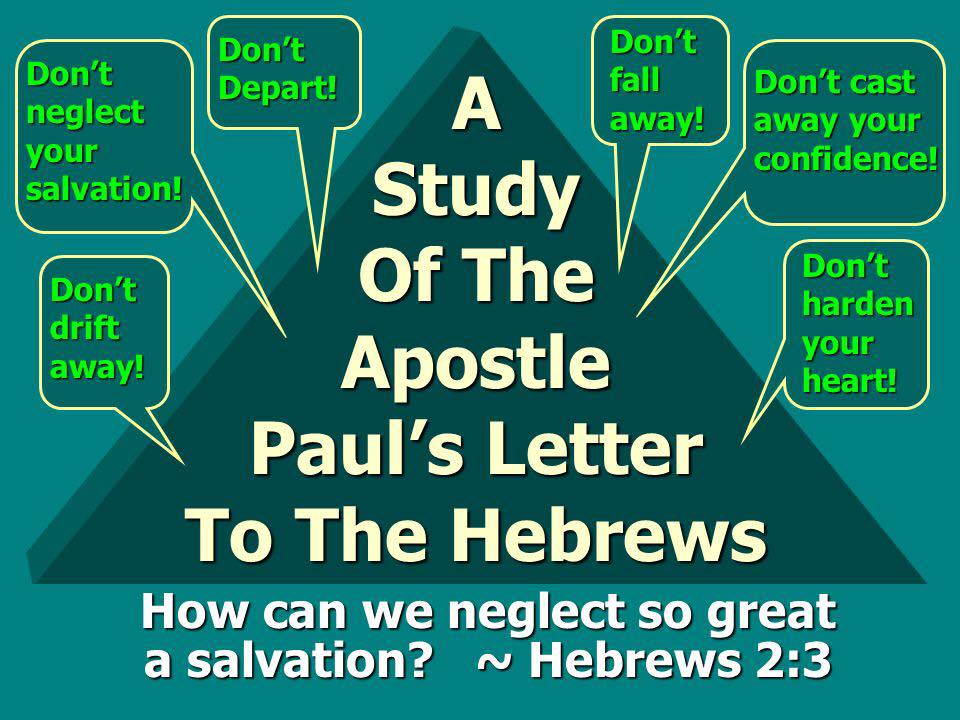 Don't
neglect
your
salvation!
Don't
Depart!
Don't
fall
away!
Don't cast
away your
confidence!
Don't
drift
away!
Don't
harden
your
heart!
A
Study
Of The
Apostle
Paul's Letter
To The Hebrews
How can we neglect so great
a salvation? ~ Hebrews 2:3